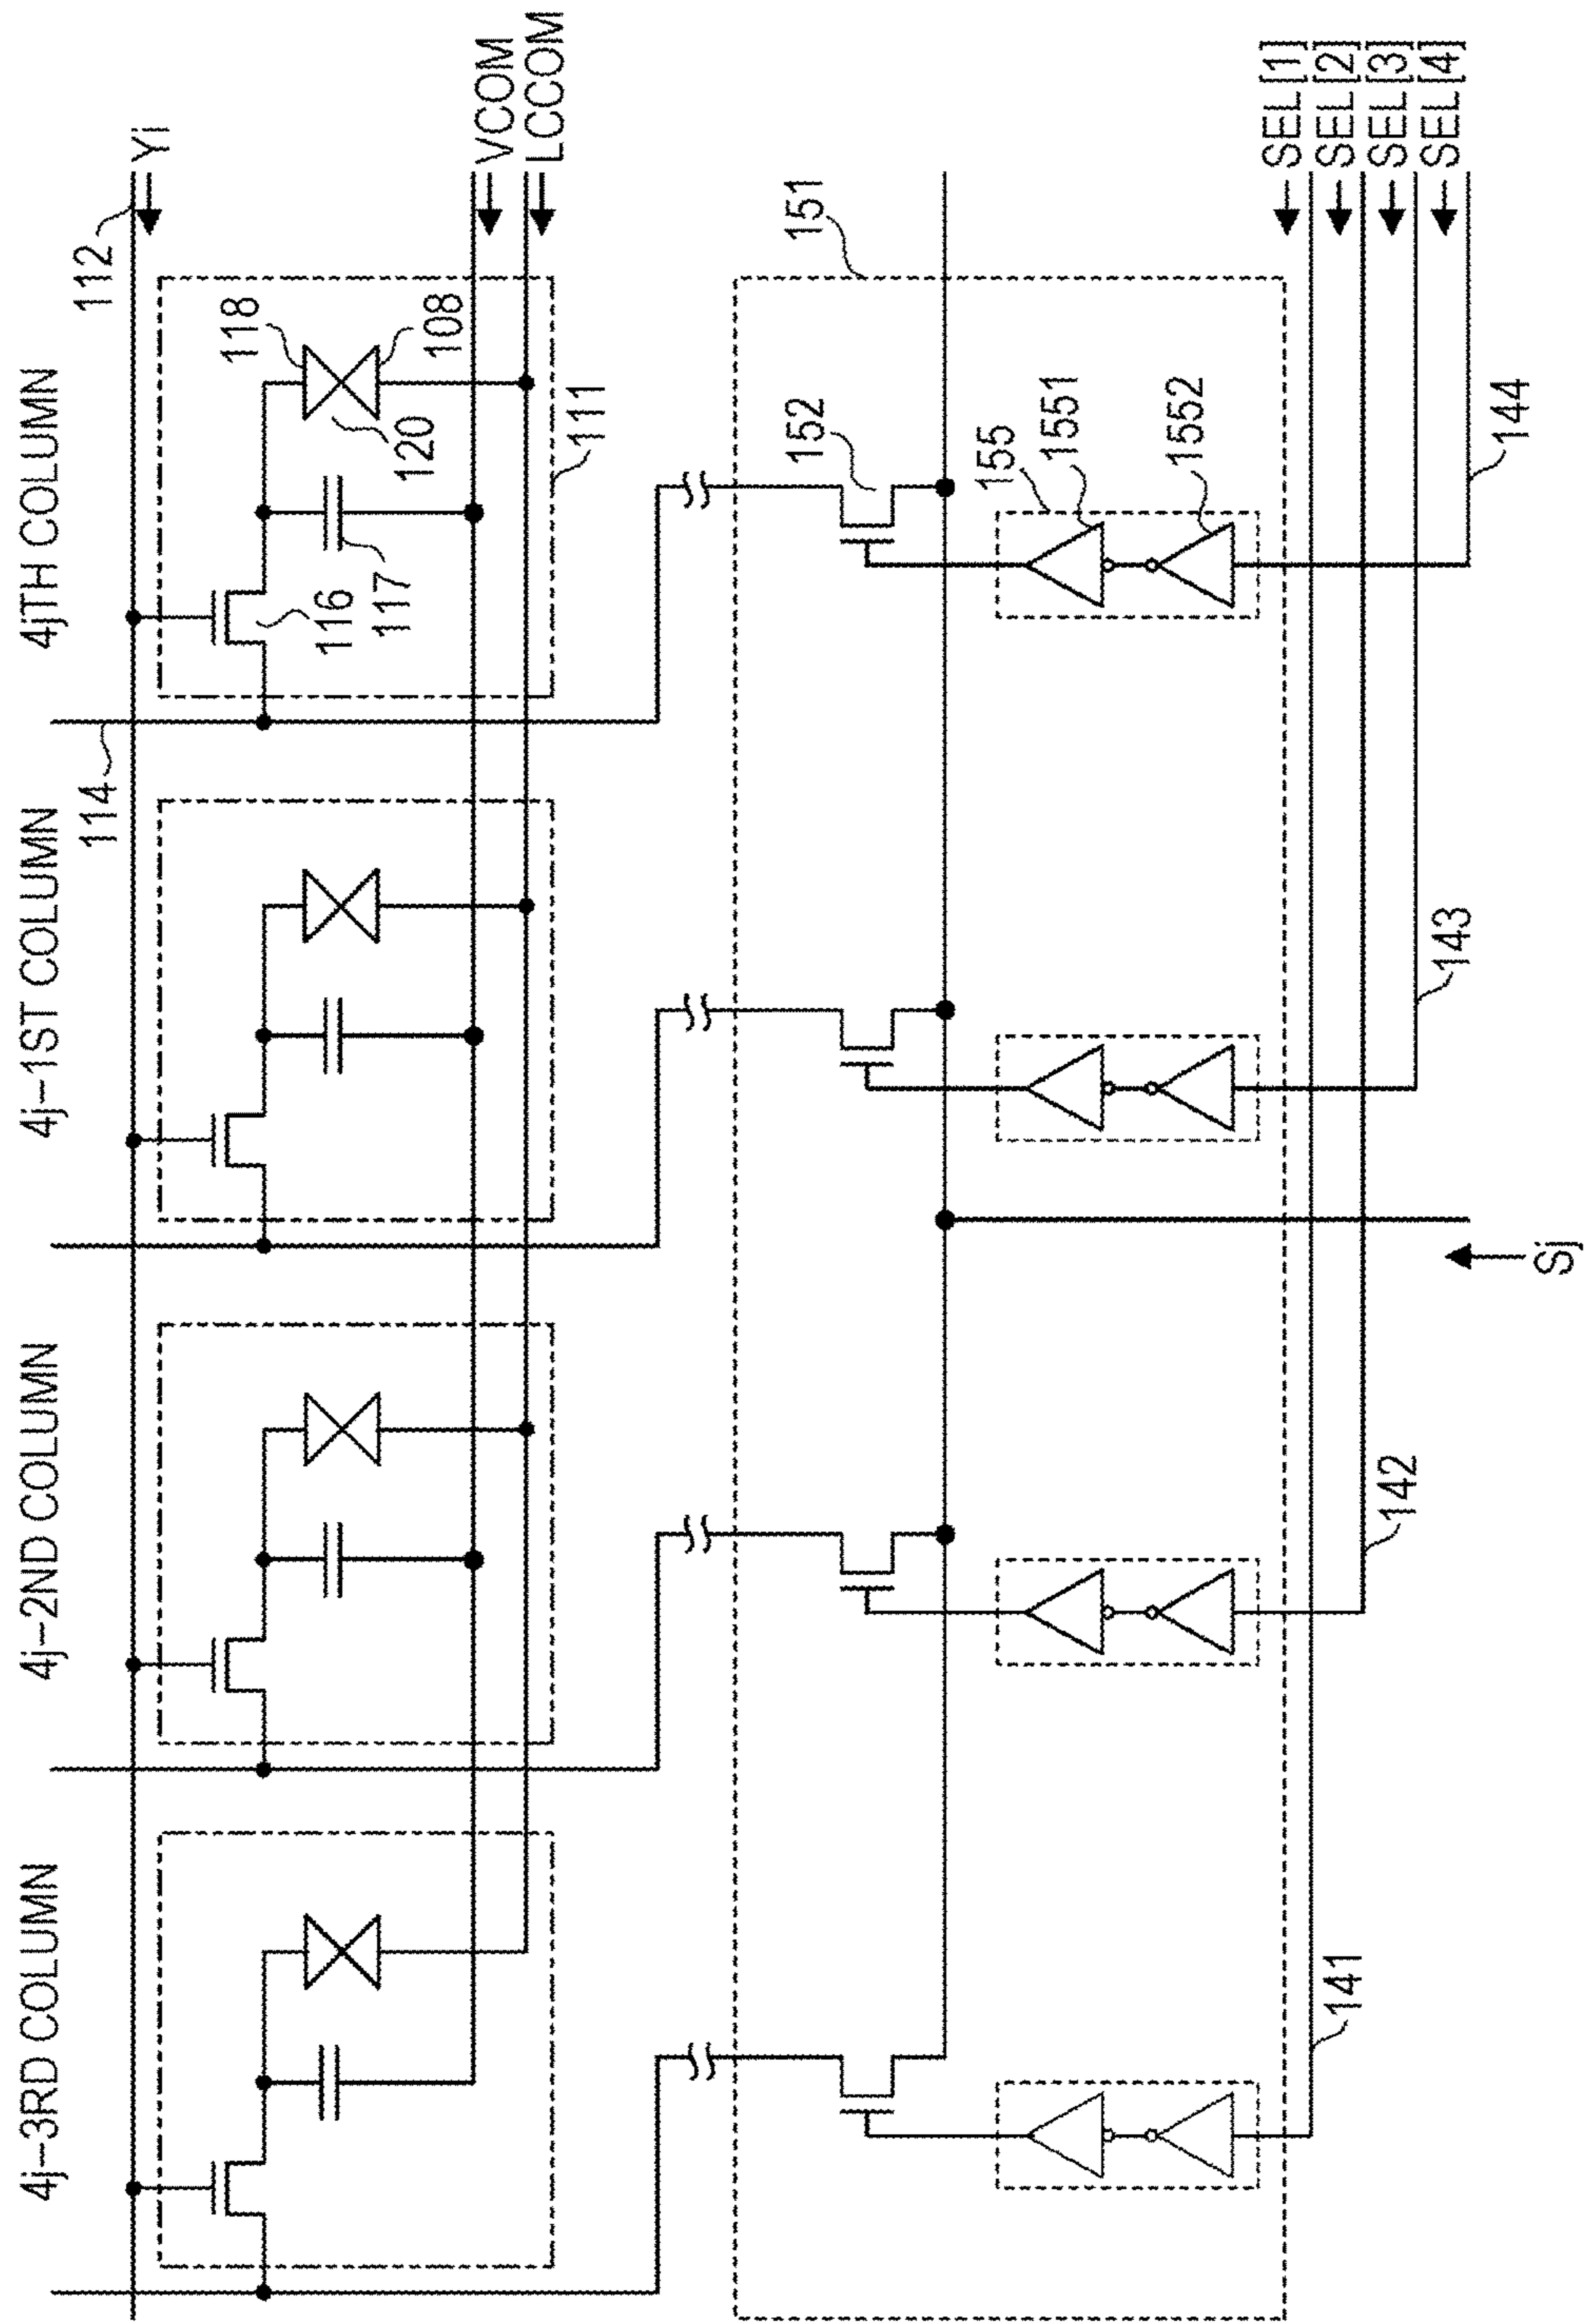 4j-3RD COLUMN
4j-2ND COLUMN
4j-1ST COLUMN
4jTH COLUMN
114
112
Yi
118
116
120
108
117
VCOM
LCCOM
111
151
152
155
1551
1552
SEL[1]
SEL[2]
SEL[3]
SEL[4]
141
142
143
144
Sj